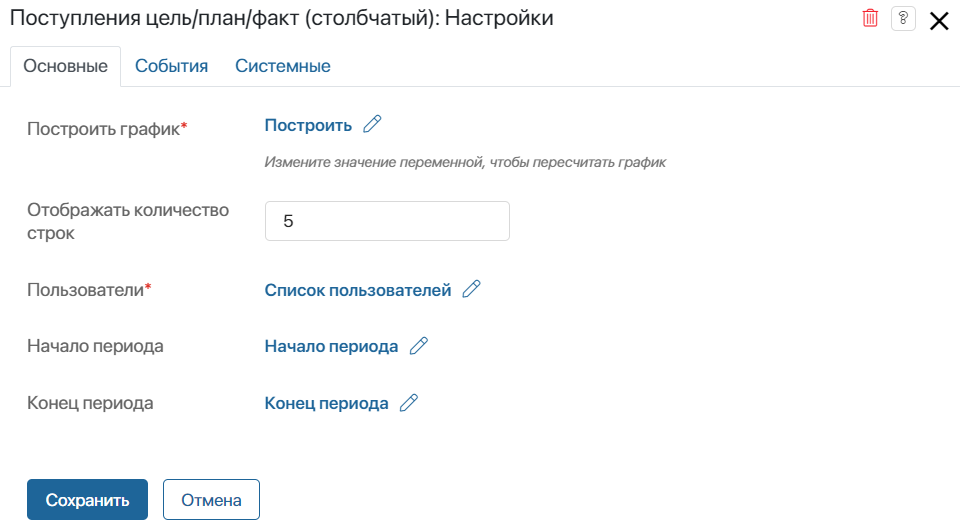 Поступления цель/план/факт (столбчатый): Настройки
?
Основные События Системные
Построить график* Построить
Измените значение переменной, чтобы пересчитать график
Отображать количество
строк
5
Пользователи* Список пользователей
Начало периода Начало периода
Конец периода Конец периода
Сохранить Отмена